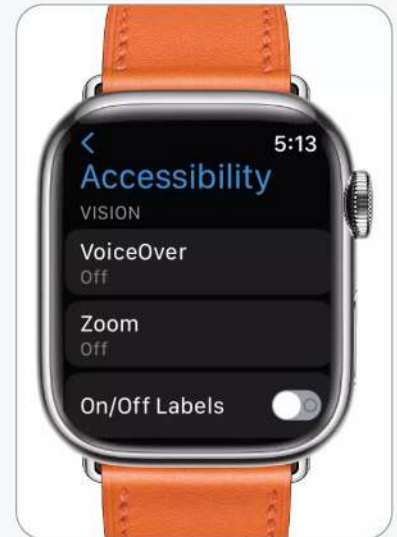 5:13
Accessibility
VISION
VoiceOver
Off
Zoom
Off
On/Off Labels